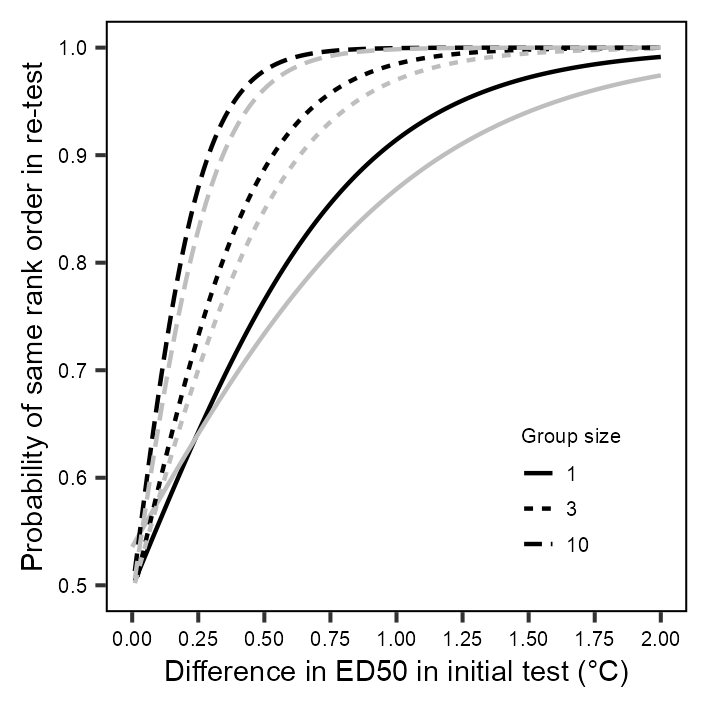 Probability of same rank order in re-test
1.0
0.9
0.8
0.7
0.6
0.5
Group size
1
3
10
0.00 0.25 0.50 0.75 1.00 1.25 1.50 1.75 2.00
Difference in ED50 in initial test (°C)